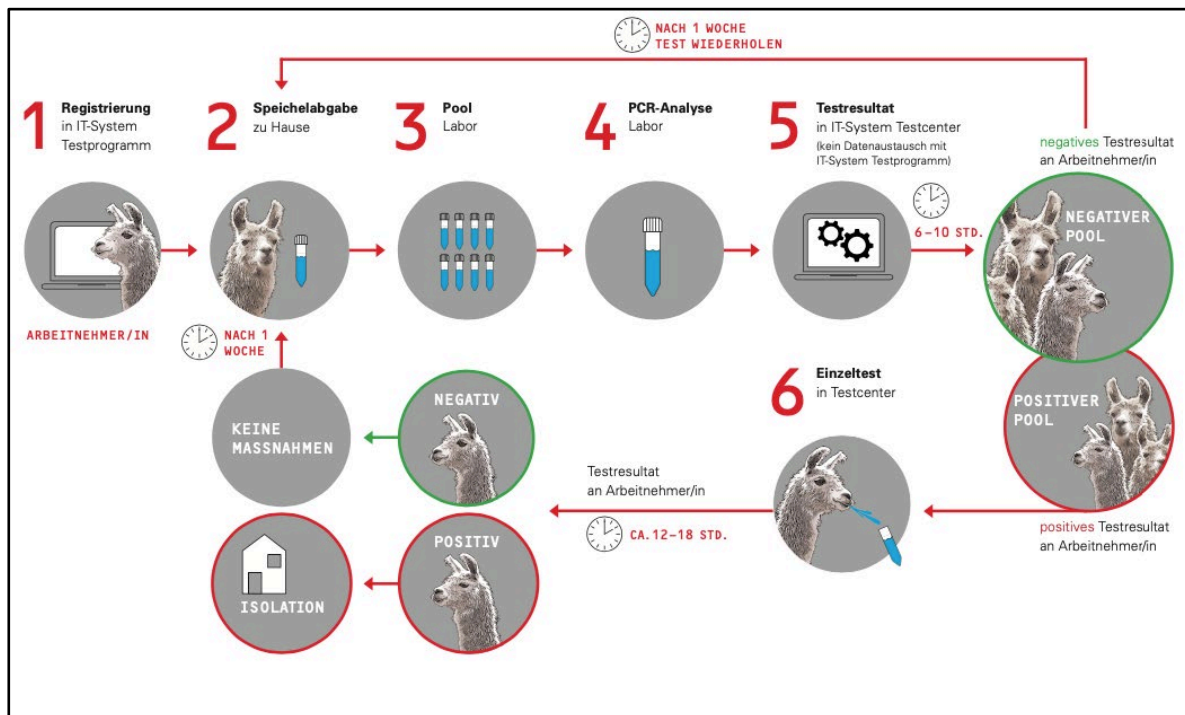 NACH 1 WOCHE
TEST WIEDERHOLEN
1 Registrierung
in IT-System
Testprogramm
2 Speichelabgabe
zu Hause
3 Pool
Labor
4 PCR-Analyse
Labor
5 Testresultat
in IT-System Testcenter
(kein Datenaustausch mit
IT-System Testprogramm)
negatives Testresultat
an Arbeitnehmer/in
6–10 STD.
NEGATIVER
POOL
ARBEITNEHMER/IN
NACH 1
WOCHE
6 Einzeltest
in Testcenter
POSITIVER
POOL
KEINE
MASSNAHMEN
NEGATIV
Testresultat
an Arbeitnehmer/in
CA. 12–18 STD.
positives Testresultat
an Arbeitnehmer/in
ISOLATION
POSITIV